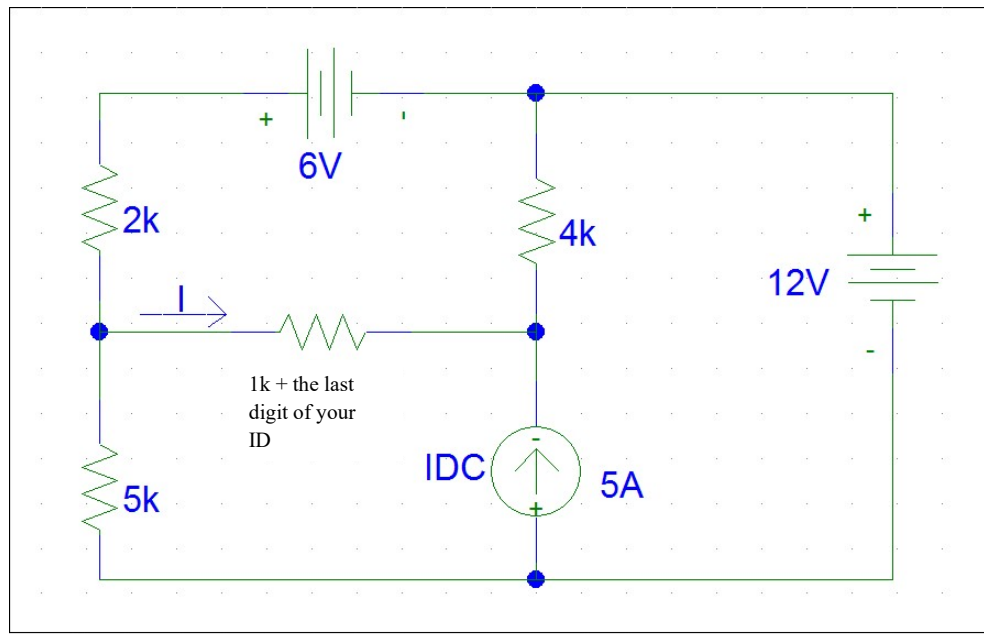 + -
6V
2k
4k
+
12V
-
I
1k + the last
digit of your
ID
5k
IDC
-
+
5A